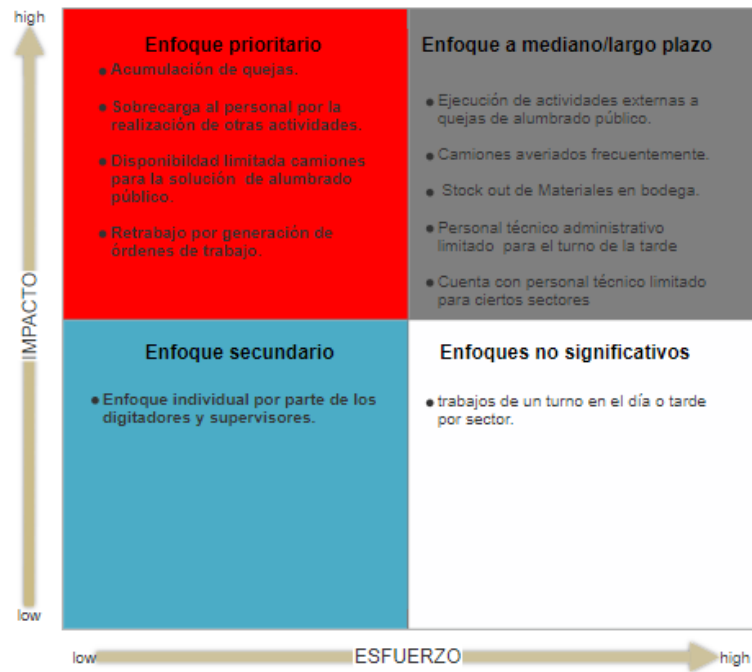 high
Enfoque prioritario
● Acumulación de quejas.
● Sobrecarga al personal por la
realización de otras actividades.
● Disponibildad limitada camiones
para la solución de alumbrado
público.
● Retrabajo por generación de
órdenes de trabajo.
Enfoque a mediano/largo plazo
● Ejecución de actividades externas a
quejas de alumbrado público.
● Camiones averiados frecuentemente.
● Stock out de Materiales en bodega.
● Personal técnico administrativo
limitado para el turno de la tarde
● Cuenta con personal técnico limitado
para ciertos sectores
IMPACTO
Enfoque secundario
● Enfoque individual por parte de los
digitadores y supervisores.
Enfoques no significativos
● trabajos de un turno en el día o tarde
por sector.
low
low
ESFUERZO
high